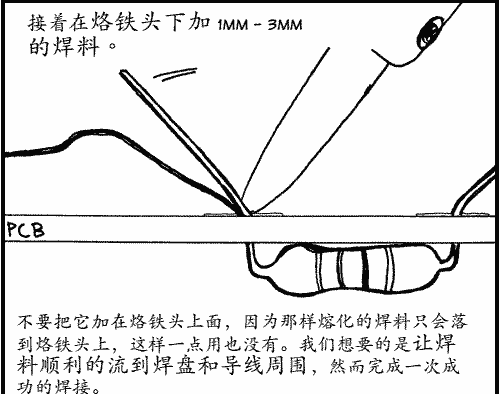 接着在烙铁头下加 1MM - 3MM
的焊料。
PCB
不要把它加在烙铁头上面，因为那样熔化的焊料只会落
到烙铁头上，这样一点用也没有。我们想要的是让焊
料顺利的流到焊盘和导线周围，然而完成一次成
功的焊接。